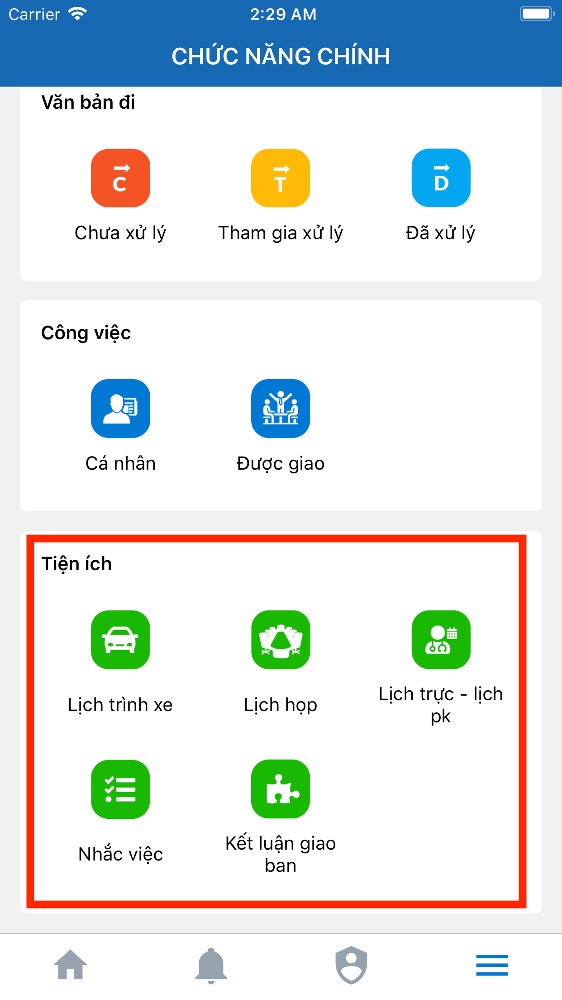 Carrier 2:29 AM
CHỨC NĂNG CHÍNH
Văn bản đi
C T D
Chưa xử lý Tham gia xử lý Đã xử lý
Công việc
Cá nhân Được giao
Tiện ích
Lịch trình xe Lịch họp Lịch trực - lịch
pk
Nhắc việc Kết luận giao
ban